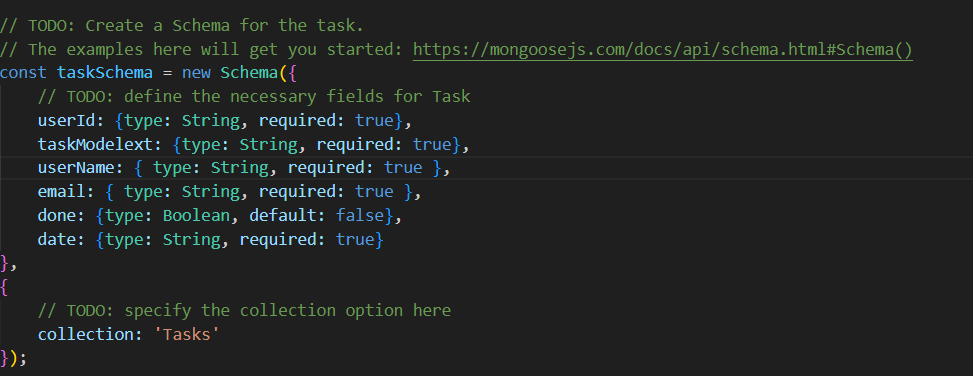 // TODO: Create a Schema for the task.
// The examples here will get you started: https://mongoosejs.com/docs/api/schema.html#Schema()
const taskSchema = new Schema({
    // TODO: define the necessary fields for Task
    userId: {type: String, required: true},
    taskModelext: {type: String, required: true},
    userName: { type: String, required: true },
    email: { type: String, required: true },
    done: {type: Boolean, default: false},
    date: {type: String, required: true}
},
{
    // TODO: specify the collection option here
    collection: 'Tasks'
});